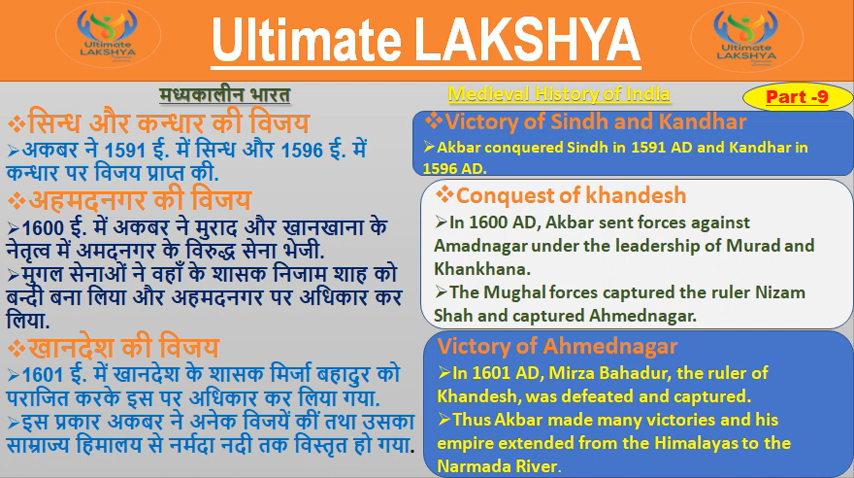 Ultimate LAKSHYA
Ultimate
LAKSHYA
Ultimate
LAKSHYA
मध्यकालीन भारत
❖सिन्ध और कन्धार की विजय
➢अकबर ने 1591 ई. में सिन्ध और 1596 ई. में
कन्धार पर विजय प्राप्त की.
❖अहमदनगर की विजय
➢1600 ई. में अकबर ने मुराद और खानखाना के
नेतृत्व में अमदनगर के विरुद्ध सेना भेजी.
➢मुगल सेनाओं ने वहाँ के शासक निजाम शाह को
बन्दी बना लिया और अहमदनगर पर अधिकार कर
लिया.
❖खानदेश की विजय
➢1601 ई. में खानदेश के शासक मिर्जा बहादुर को
पराजित करके इस पर अधिकार कर लिया गया.
➢इस प्रकार अकबर ने अनेक विजयें कीं तथा उसका
साम्राज्य हिमालय से नर्मदा नदी तक विस्तृत हो गया.
Medieval History of India
Part -9
❖Victory of Sindh and Kandhar
➢Akbar conquered Sindh in 1591 AD and Kandhar in
1596 AD.
❖Conquest of khandesh
➢In 1600 AD, Akbar sent forces against
Amadnagar under the leadership of Murad and
Khankhana.
➢The Mughal forces captured the ruler Nizam
Shah and captured Ahmednagar.
Victory of Ahmednagar
➢In 1601 AD, Mirza Bahadur, the ruler of
Khandesh, was defeated and captured.
➢Thus Akbar made many victories and his
empire extended from the Himalayas to the
Narmada River.